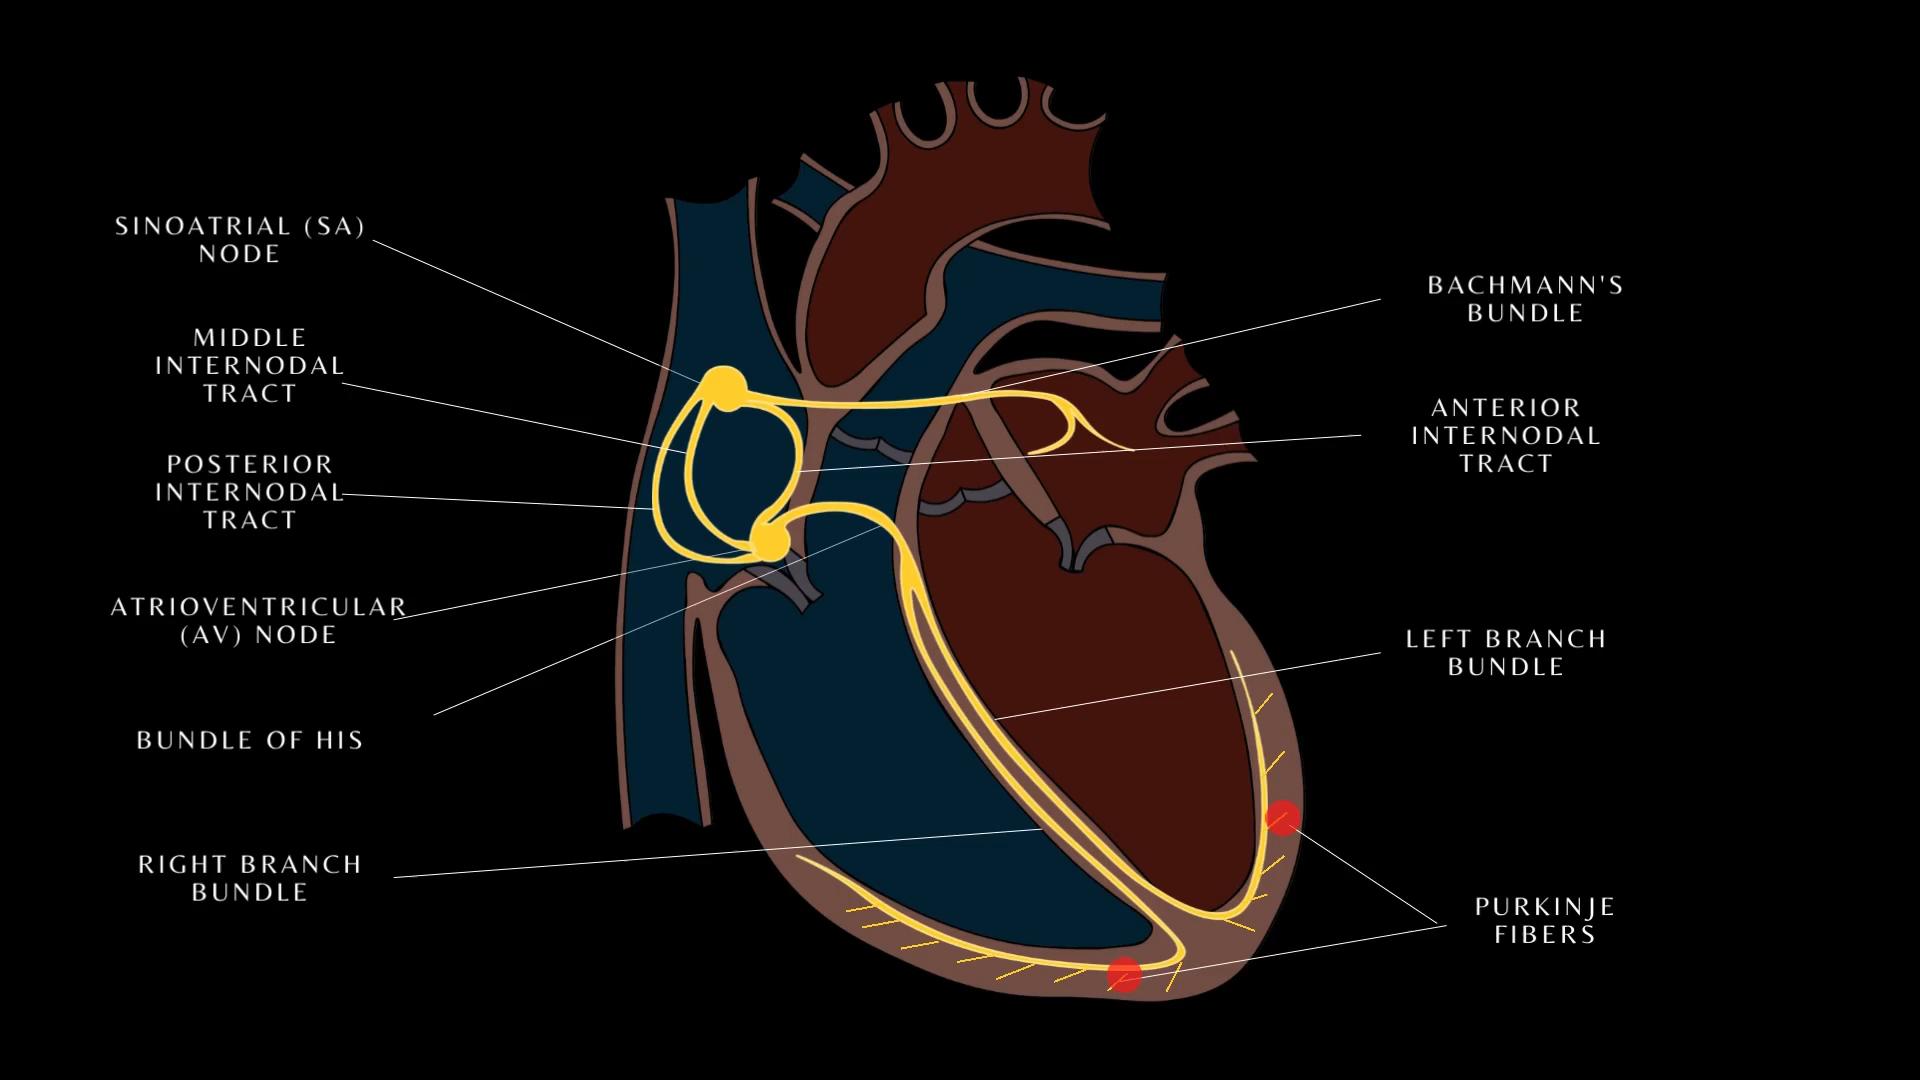 SINOATRIAL (SA)
NODE
MIDDLE
INTERNODAL
TRACT
POSTERIOR
INTERNODAL
TRACT
ATRIOVENTRICULAR
(AV) NODE
BUNDLE OF HIS
RIGHT BRANCH
BUNDLE
BACHMANN'S
BUNDLE
ANTERIOR
INTERNODAL
TRACT
LEFT BRANCH
BUNDLE
PURKINJE
FIBERS